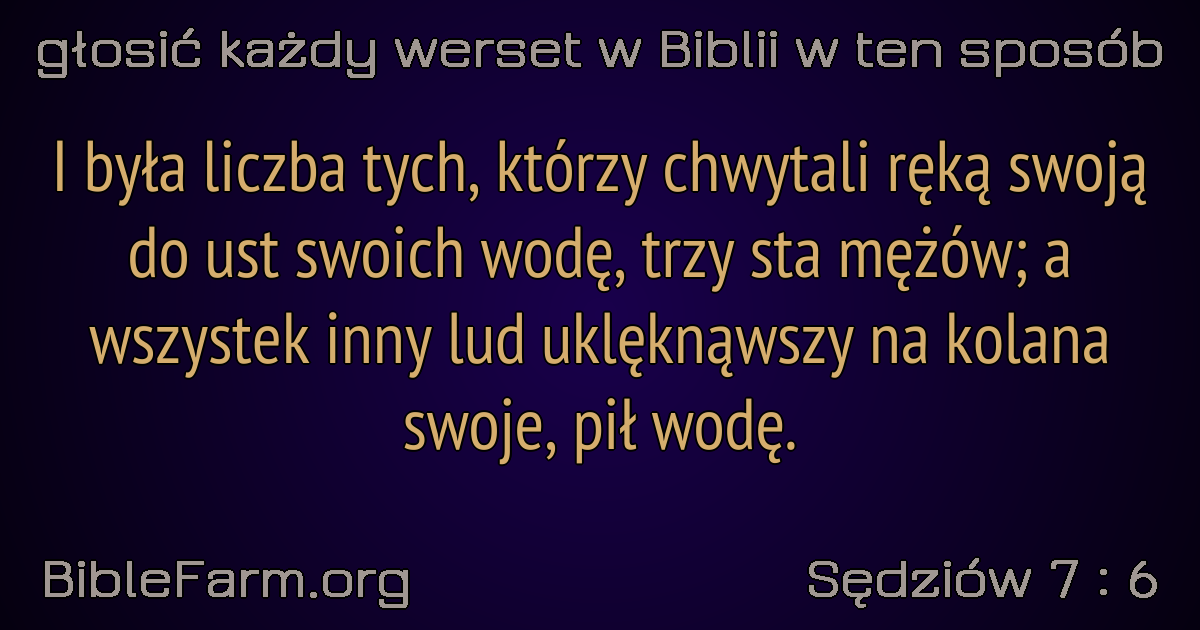 głosić każdy werset w Biblii w ten sposób
I była liczba tych, którzy chwytali ręką swoją
do ust swoich wodę, trzy sta mężów; a
wszystek inny lud uklęknąwszy na kolana
swoje, pił wodę.
BibleFarm.org
Sędziów 7 : 6